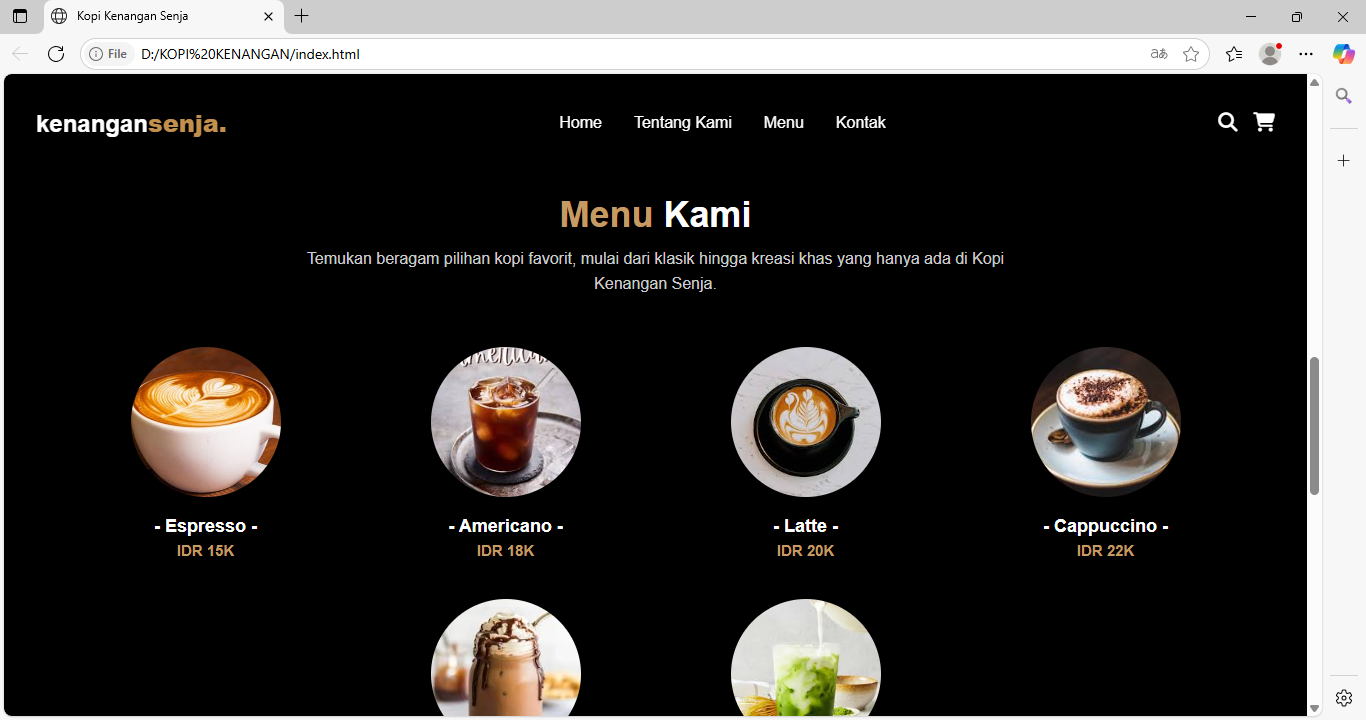 Kopi Kenangan Senja
File D:/KOPI%20KENANGAN/index.html
kenangansenja.
Home Tentang Kami Menu Kontak
Menu Kami
Temukan beragam pilihan kopi favorit, mulai dari klasik hingga kreasi khas yang hanya ada di Kopi
Kenangan Senja.
- Espresso - - Americano - - Latte - - Cappuccino -
IDR 15K IDR 18K IDR 20K IDR 22K